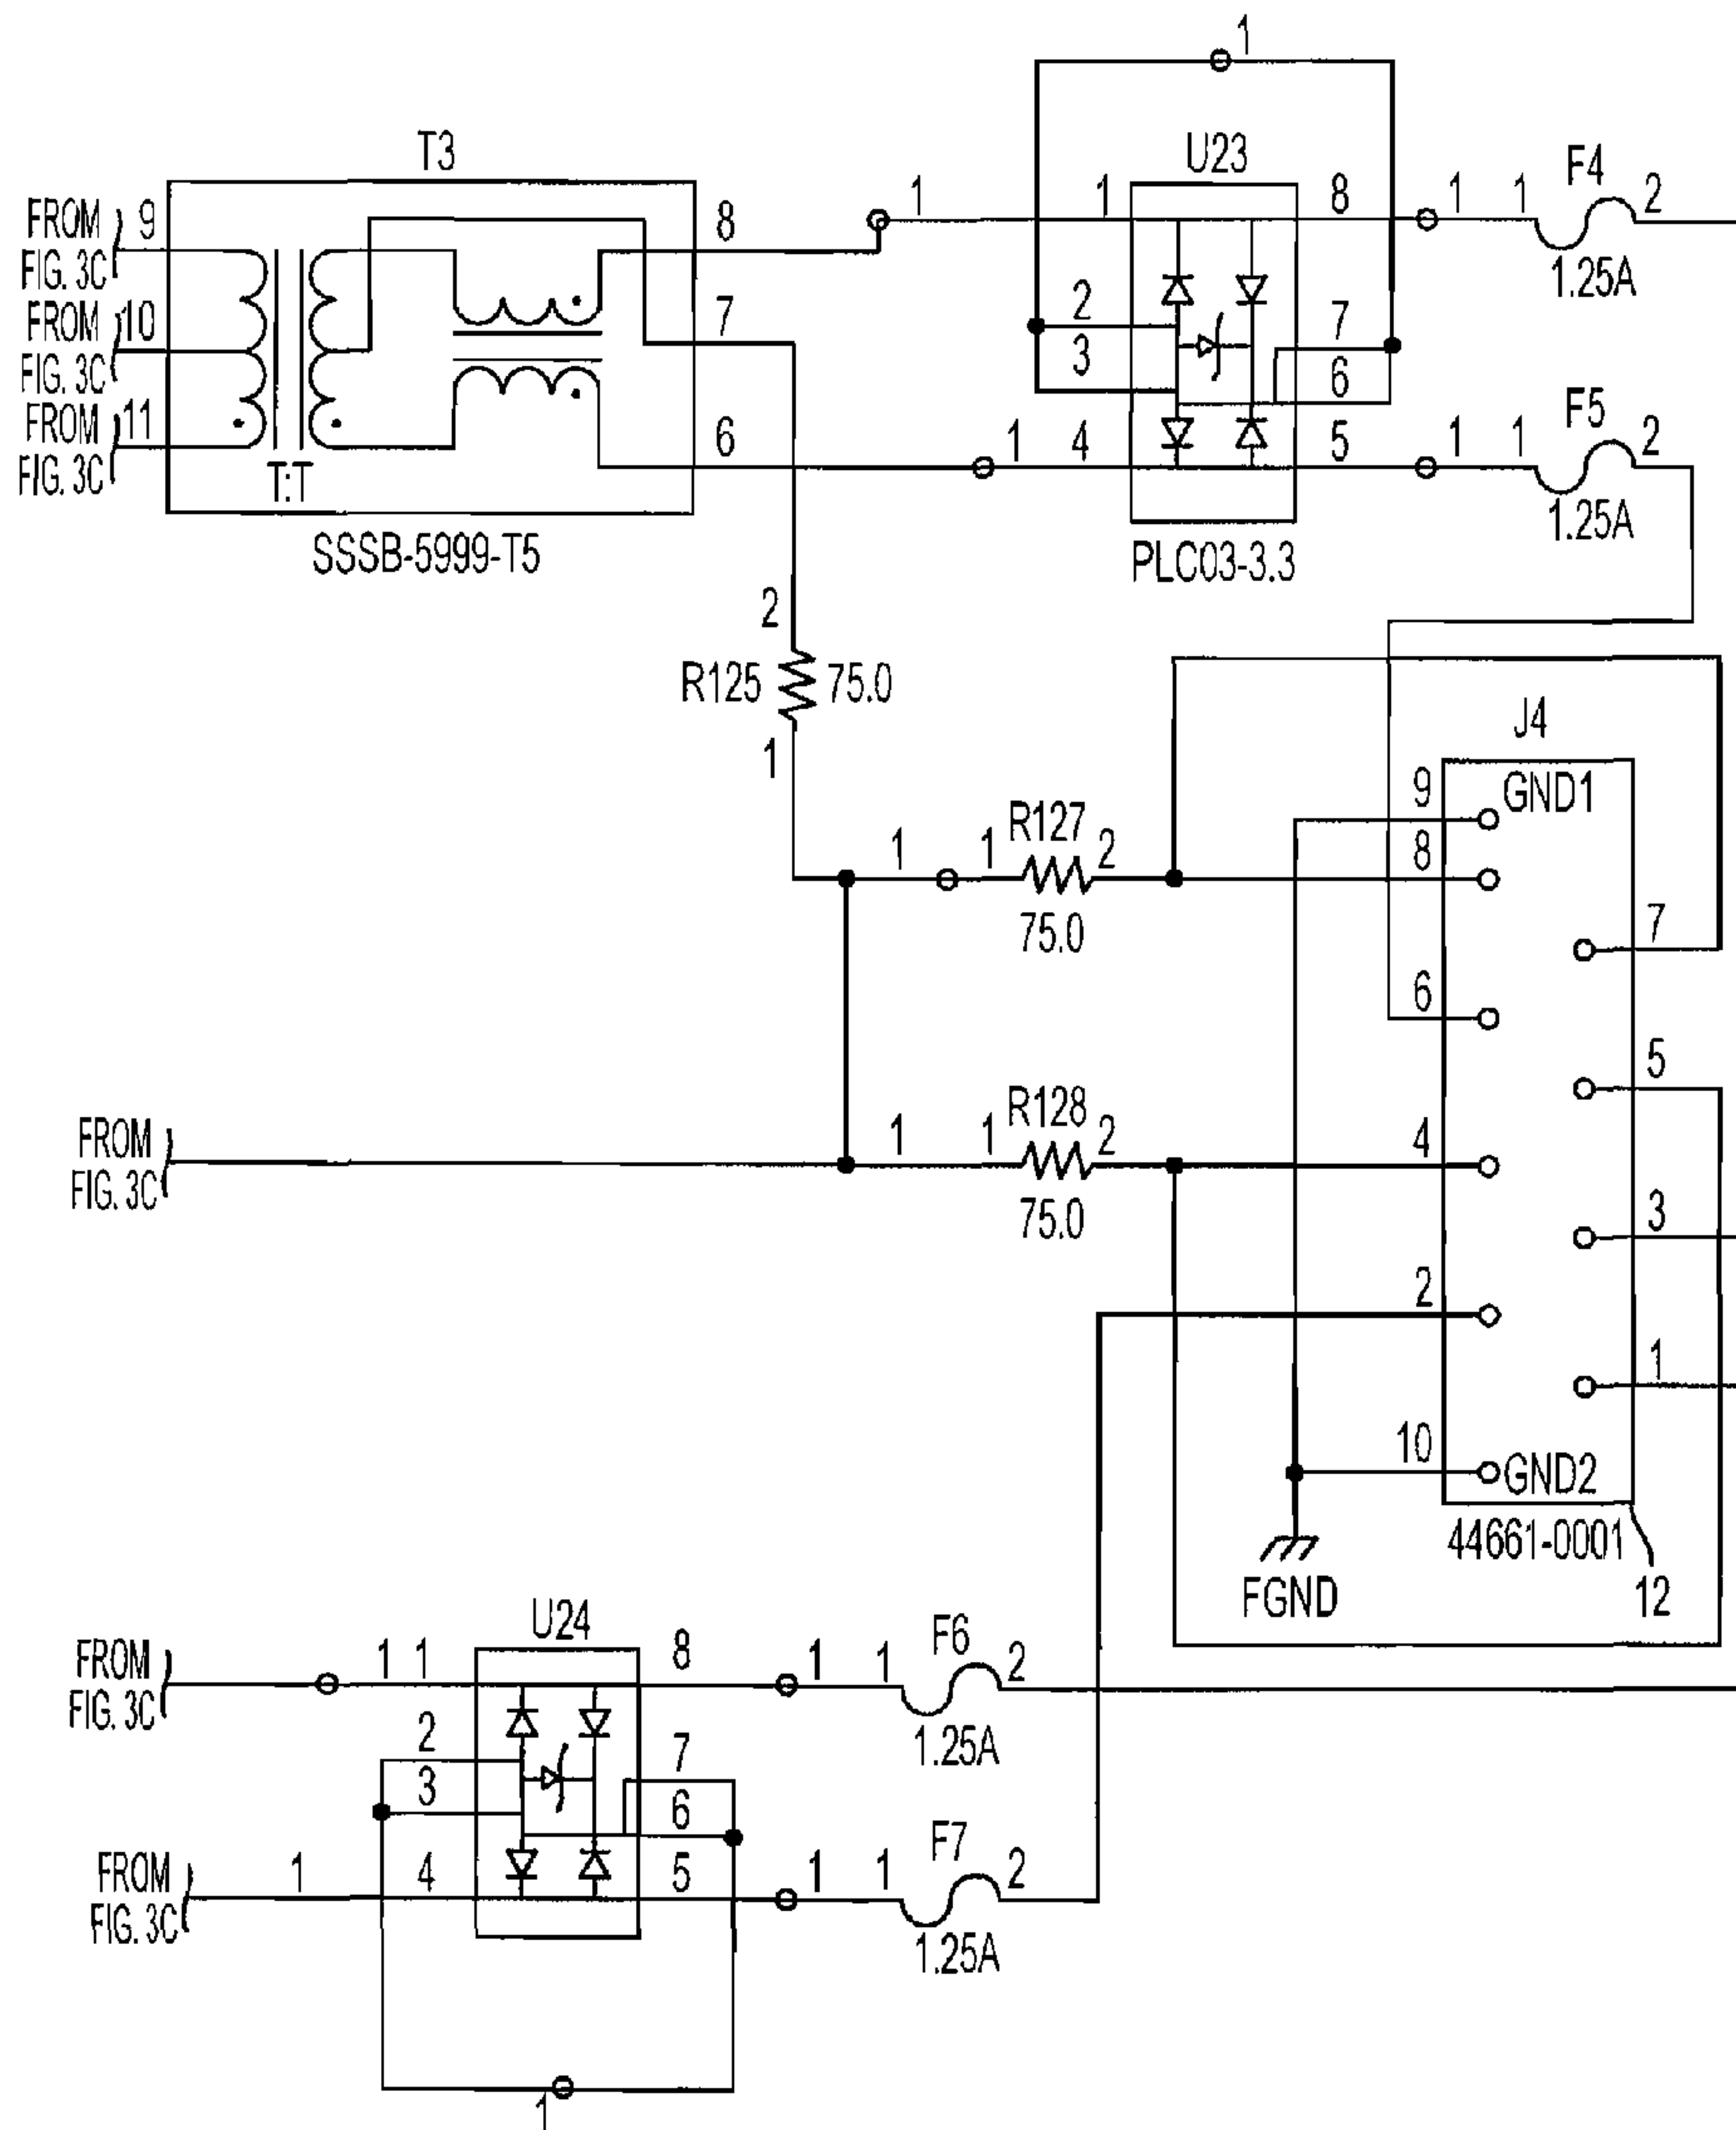 1
T3
U23
F4
FROM 9
FIG. 3C
8
1
1
8
1
1
2
1.25A
FROM 10
FIG. 3C
7
2
3
7
6
FROM 11
FIG. 3C
T:T
6
1
4
5
1
1
F5
2
1.25A
SSSB-5999-T5
PLC03-3.3
2
R125
75.0
1
J4
9
GND1
1
1
R127
2
8
75.0
7
6
5
FROM
FIG. 3C
1
1
R128
2
4
75.0
3
2
1
10
GND2
44661-0001
FGND
12
U24
F6
FROM
FIG. 3C
1
1
8
1
1
2
1.25A
2
3
7
6
F7
FROM
FIG. 3C
1
4
5
1
1
2
1.25A
1